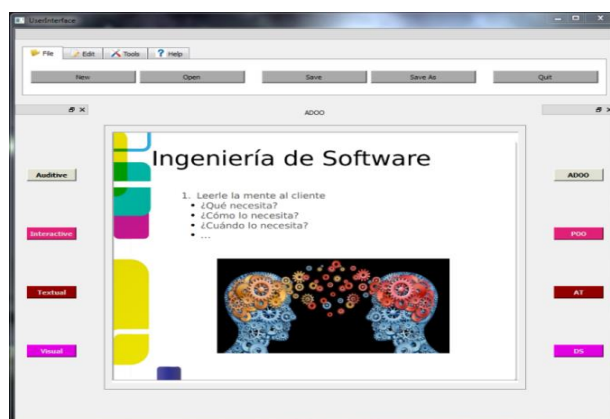 UserInterface
File Edit Tools Help
New Open Save Save As Quit
ADOO
Auditive
Interactive
Textual
Visual
Ingeniería de Software
1. Leerle la mente al cliente
• ¿Qué necesita?
• ¿Cómo lo necesita?
• ¿Cuándo lo necesita?
• ...
ADOO
POO
AT
DS